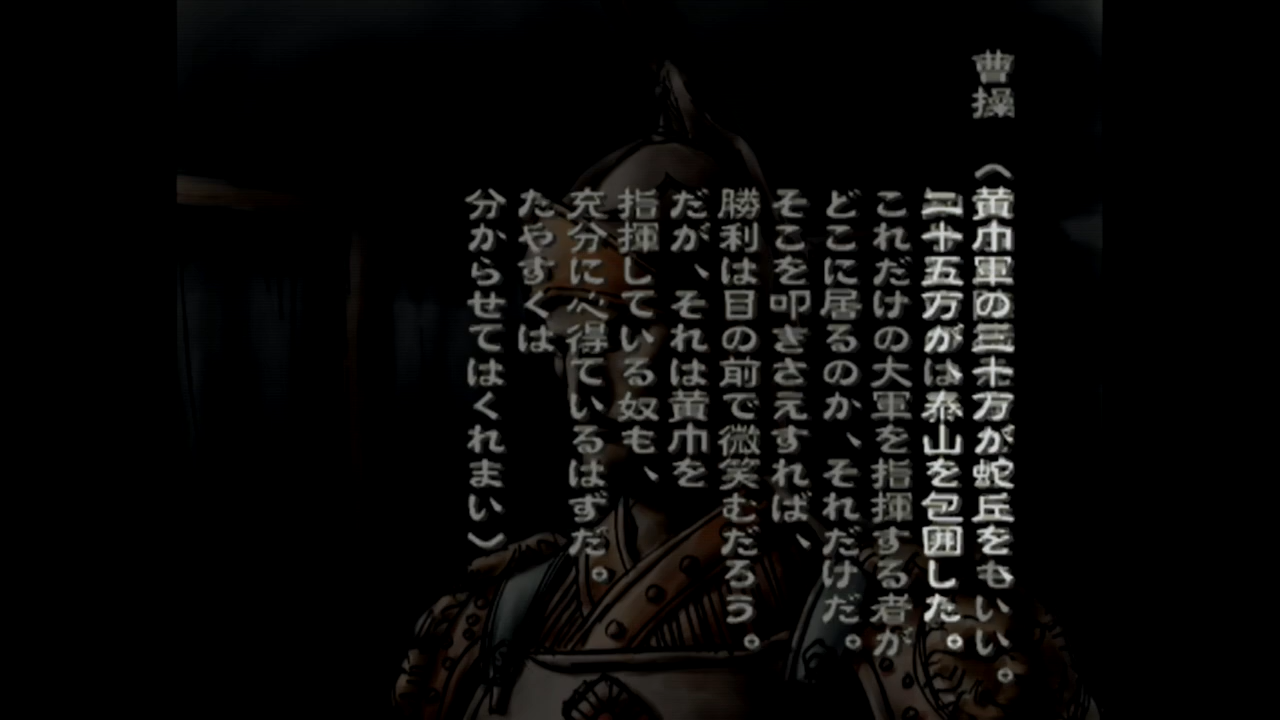 曹操
〈黄巾軍の三十万が蛇丘を、
二十五万が、泰山を包囲した。
これだけの大軍を指揮する者が
どこに居るのか、それだけだ。
そこを叩きさえすれば、
勝利は目の前で微笑むだろう。
だが、それは黄巾を
指揮している奴も、
充分に心得ているはずだ。
たやすくは
分からせてはくれまい〉